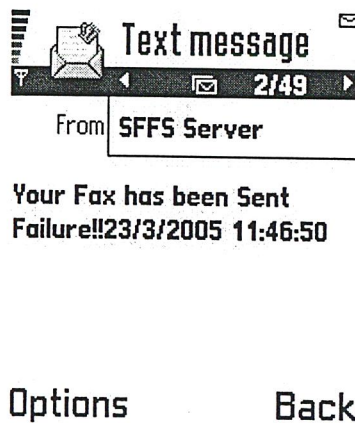 Text message
2/49
From SFFS Server
Your Fax has been Sent
Failure!!23/3/2005 11:46:50
Options Back